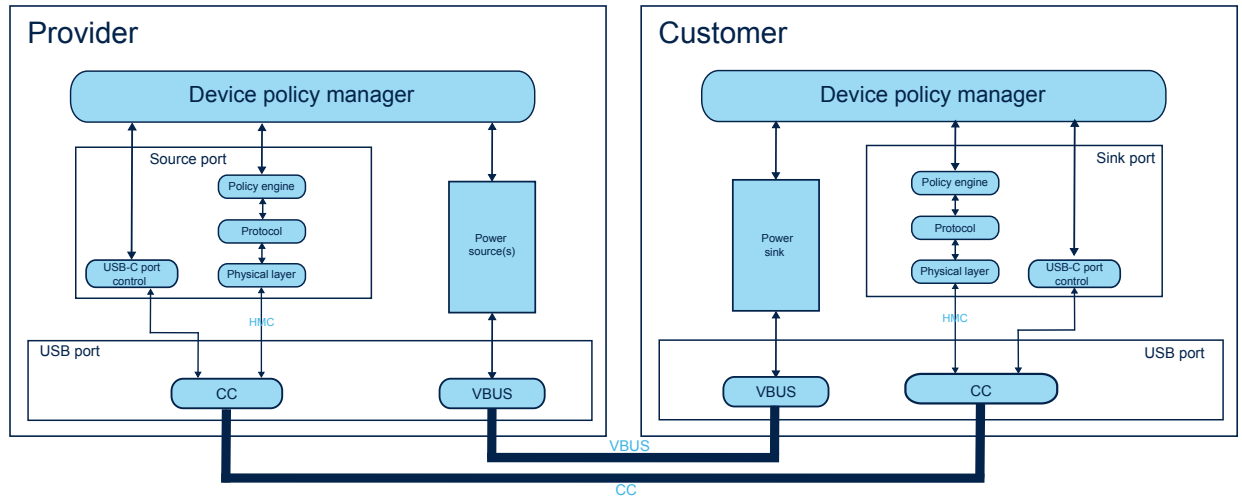 Provider
Device policy manager
Source port
Policy engine
Protocol
Physical layer
USB-C port
control
Power
source(s)
HMC
USB port
CC
VBUS
Customer
Device policy manager
Sink port
Policy engine
Protocol
Physical layer
USB-C port
control
Power
sink
HMC
USB port
VBUS
CC
VBUS
CC